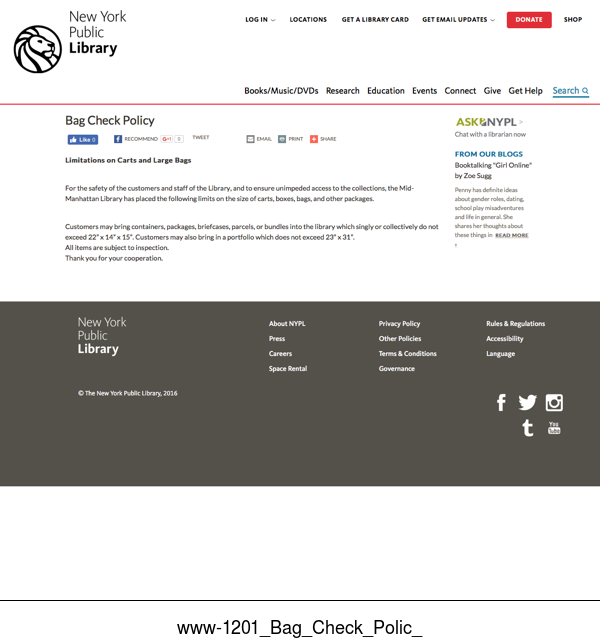 New York
Public
Library
LOG IN
LOCATIONS
GET A LIBRARY CARD
GET EMAIL UPDATES
DONATE
SHOP
Books/Music/DVDs
Research
Education
Events
Connect
Give
Get Help
Search
Bag Check Policy
Like 0
RECOMMEND
G+1
0
TWEET
EMAIL
PRINT
SHARE
Limitations on Carts and Large Bags
For the safety of the customers and staff of the Library, and to ensure unimpeded access to the collections, the Mid-
Manhattan Library has placed the following limits on the size of carts, boxes, bags, and other packages.
Customers may bring containers, packages, briefcases, parcels, or bundles into the library which singly or collectively do not
exceed 22" x 14" x 15". Customers may also bring in a portfolio which does not exceed 23" x 31".
All items are subject to inspection.
Thank you for your cooperation.
ASK NYPL >
Chat with a librarian now
FROM OUR BLOGS
Booktalking "Girl Online"
by Zoe Sugg
Penny has definite ideas
about gender roles, dating,
school play misadventures
and life in general. She
shares her thoughts about
these things in READ MORE
New York
Public
Library
About NYPL
Press
Careers
Space Rental
Privacy Policy
Other Policies
Terms & Conditions
Governance
Rules & Regulations
Accessibility
Language
© The New York Public Library, 2016
You
Tube
www-1201_Bag_Check_Polic_